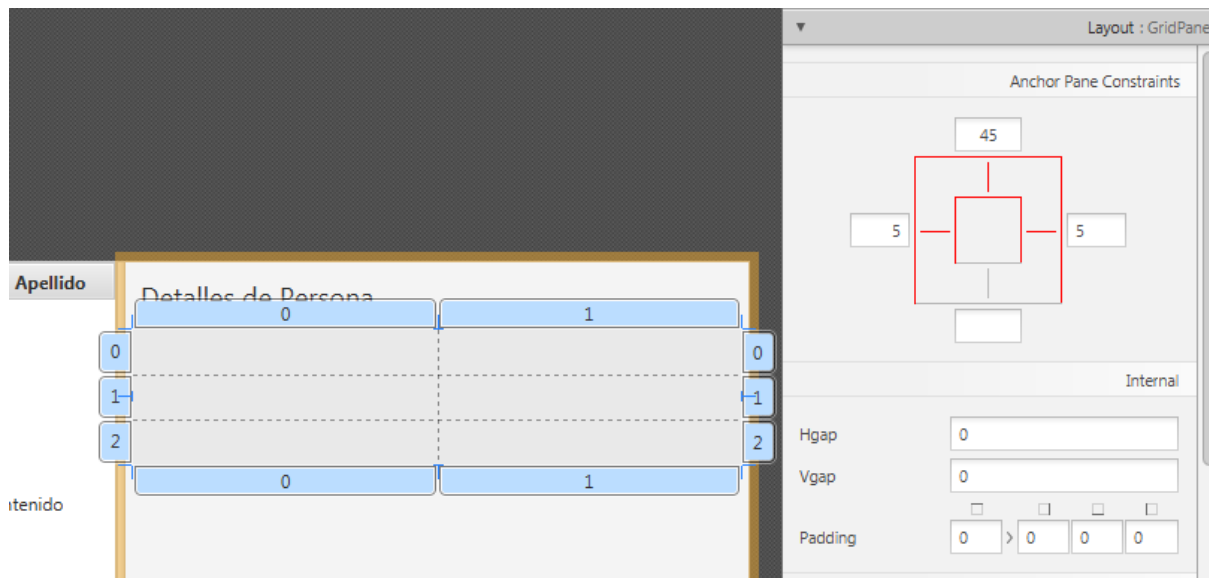 Layout : GridPane
Anchor Pane Constraints
45
5
5
Apellido
Detalles de Persona
0
1
0
0
1
1
2
2
0
1
ntenido
Internal
Hgap
0
Vgap
0
Padding
0
0
0
0